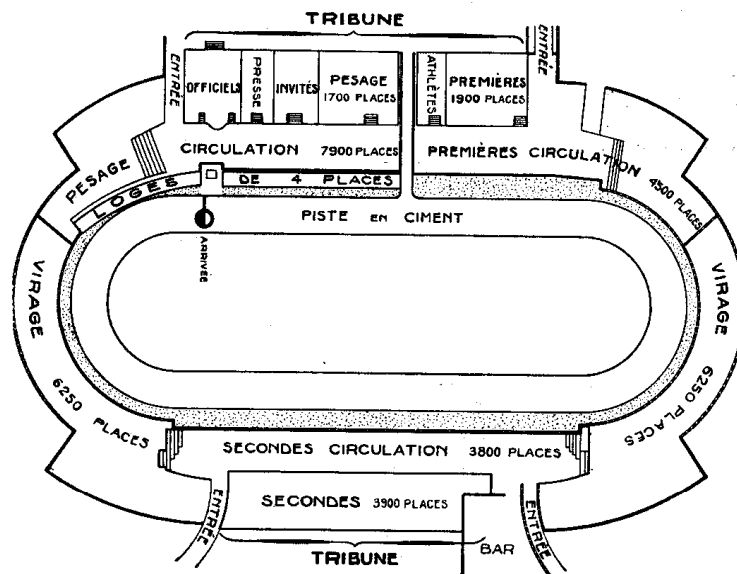 TRIBUNE
ENTRÉE
OFFICIELS
PRESSE
INVITÉS
PESAGE
1700 PLACES
ATHLÈTES
PREMIÈRES
1900 PLACES
ENTRÉE
PESAGE
CIRCULATION 7900 PLACES
PREMIÈRES CIRCULATION
4500 PLACES
LOGES DE 4 PLACES
PISTE EN CIMENT
ARRIVÉE
VIRAGE
6250 PLACES
VIRAGE
6250 PLACES
SECONDES CIRCULATION 3800 PLACES
SECONDES 3900 PLACES
ENTRÉE
TRIBUNE
BAR
ENTRÉE